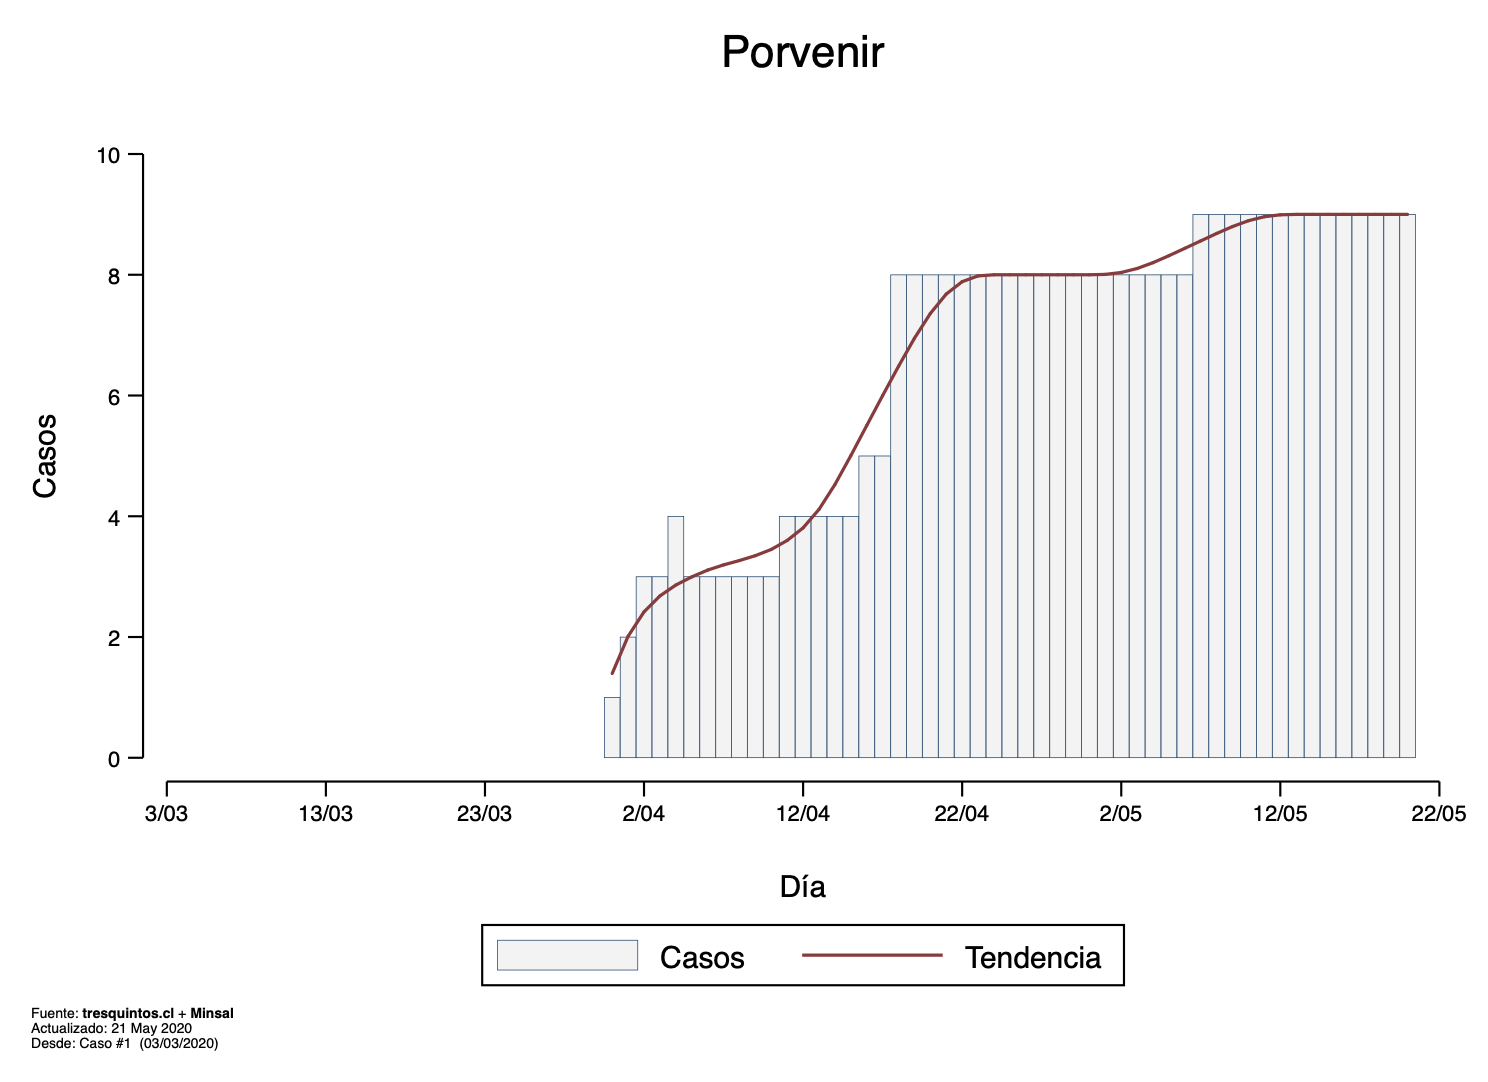 Porvenir
10
8
6
4
2
0
Casos
3/03 13/03 23/03 2/04 12/04 22/04 2/05 12/05 22/05
Día
Casos Tendencia
Fuente: tresquintos.cl + Minsal
Actualizado: 21 May 2020
Desde: Caso #1 (03/03/2020)